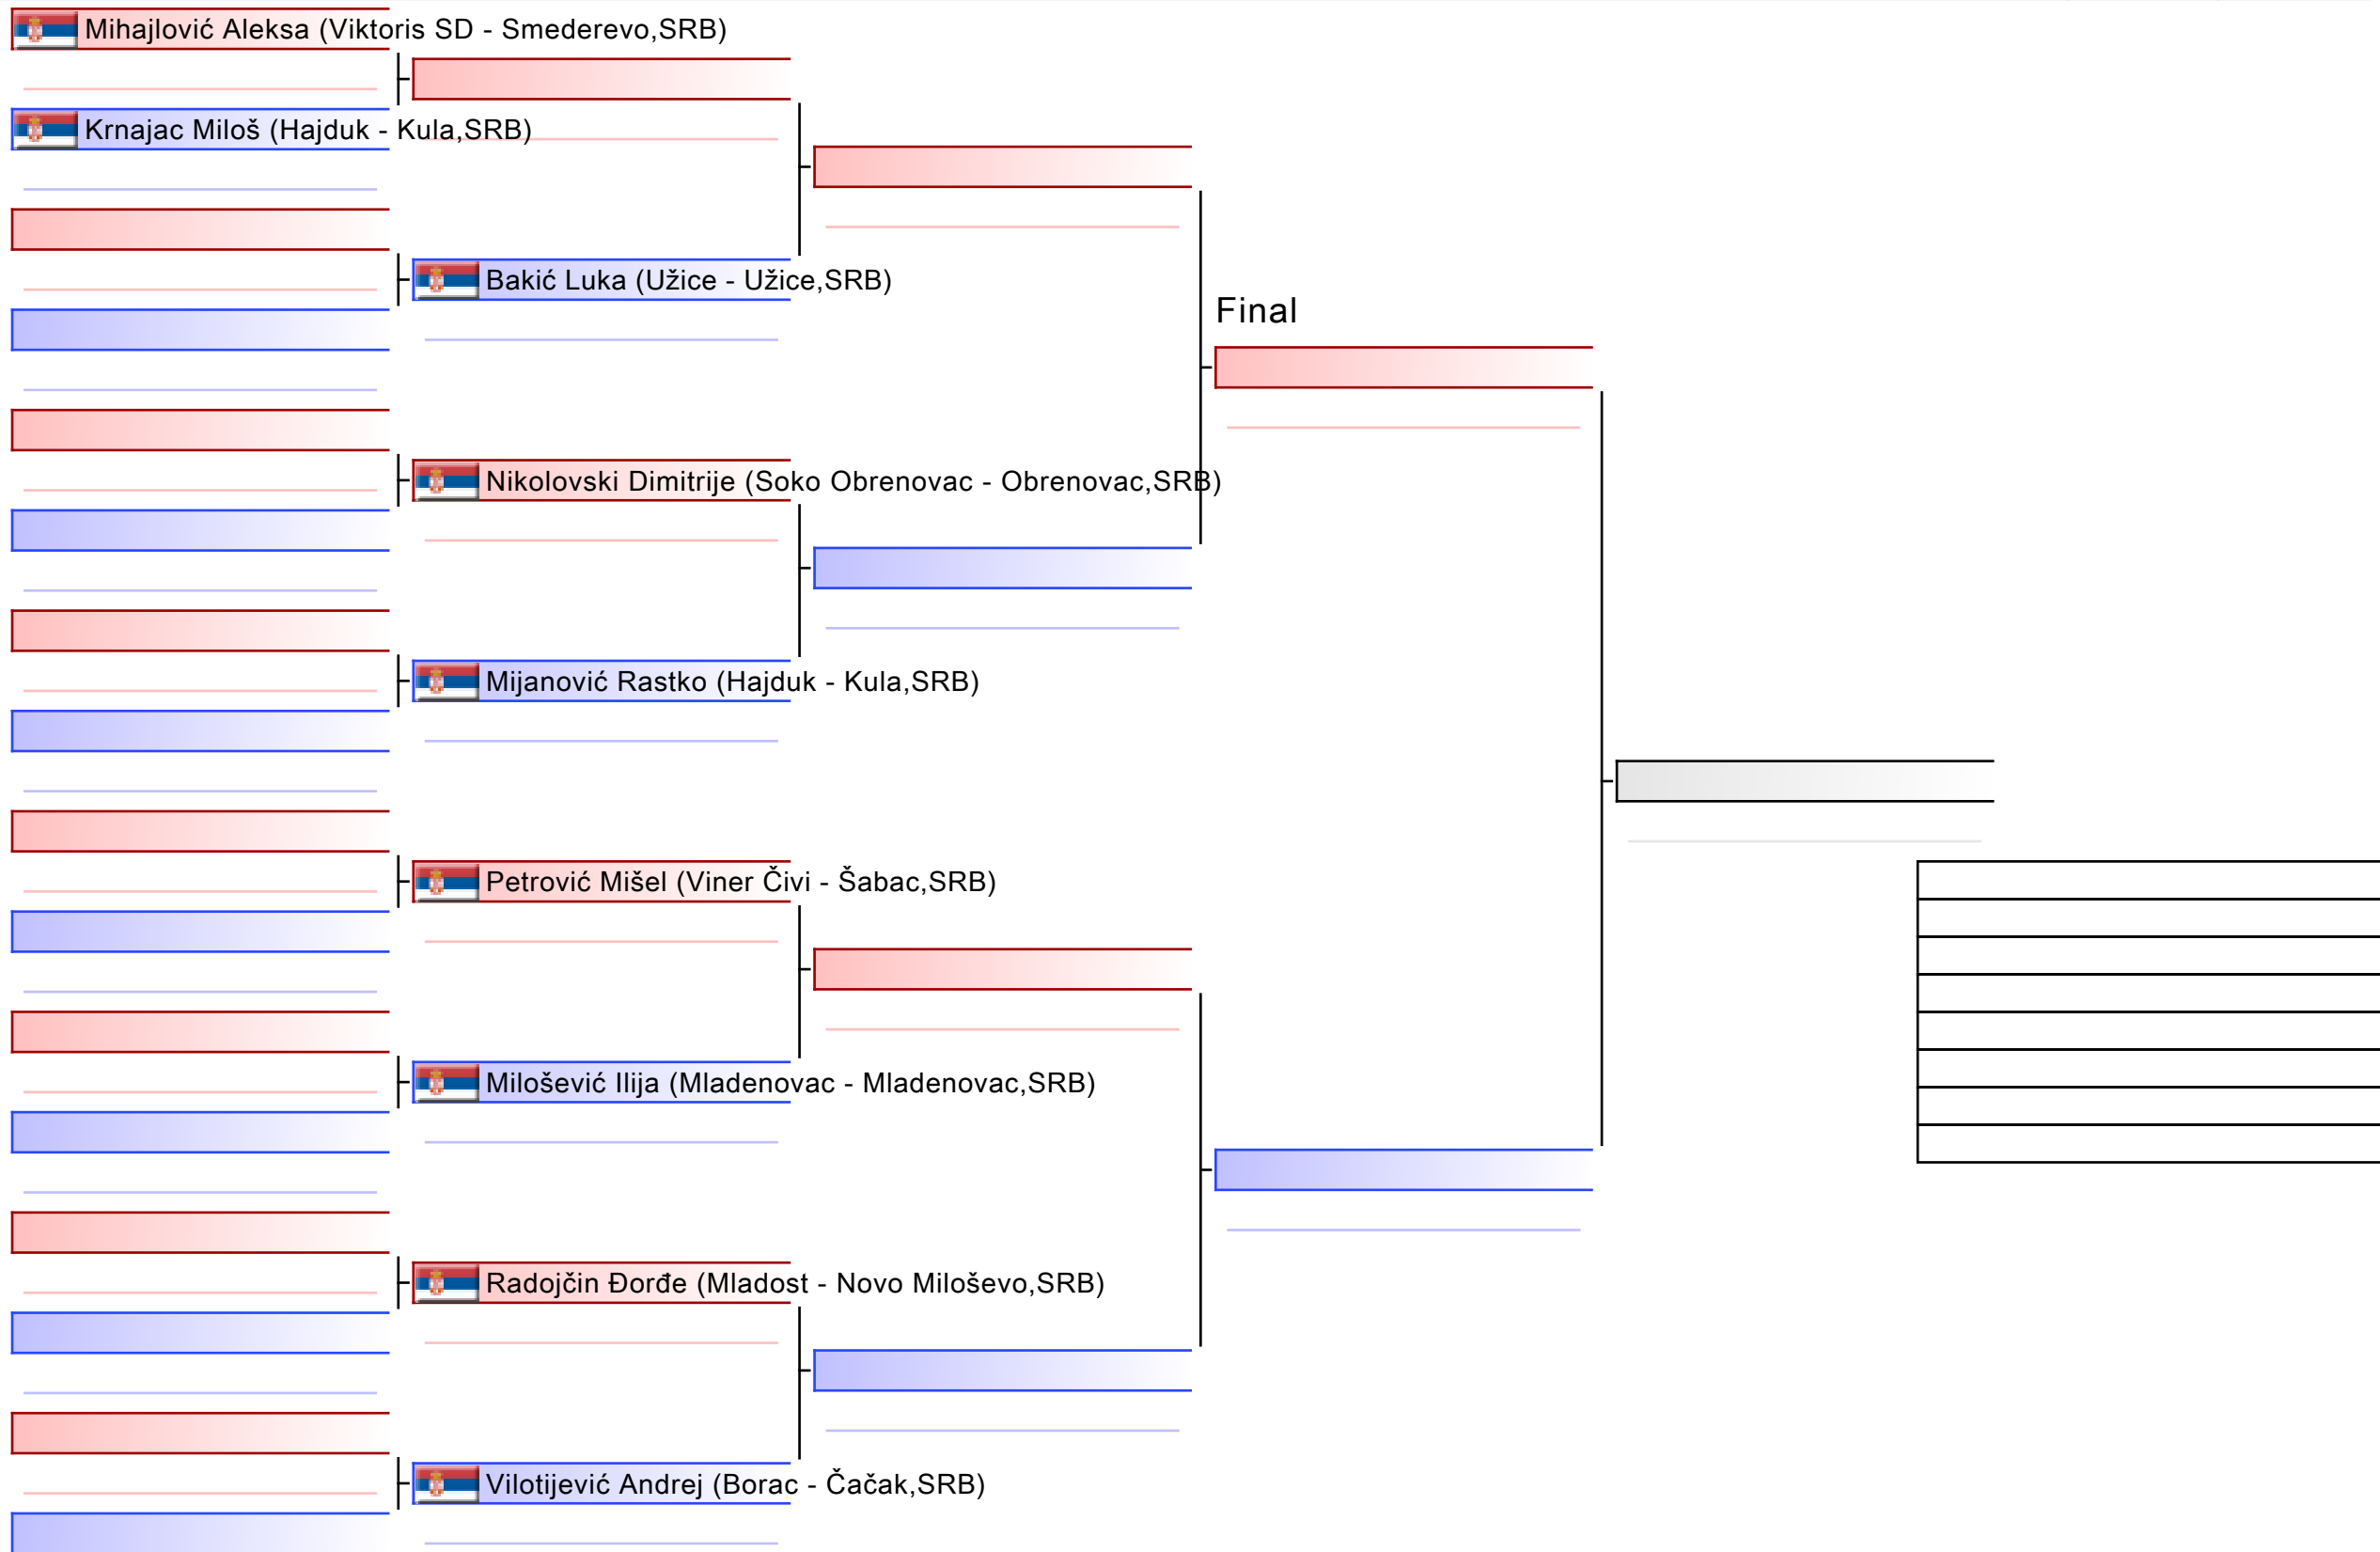 Mihajlović Aleksa (Viktoris SD - Smederevo,SRB)
Krnajac Miloš (Hajduk - Kula,SRB)
Bakić Luka (Užice - Užice,SRB)
Final
Nikolovski Dimitrije (Soko Obrenovac - Obrenovac,SRB)
Mijanović Rastko (Hajduk - Kula,SRB)
Petrović Mišel (Viner Čivi - Šabac,SRB)
Milošević Ilija (Mladenovac - Mladenovac,SRB)
Radojčin Đorđe (Mladost - Novo Miloševo,SRB)
Vilotijević Andrej (Borac - Čačak,SRB)